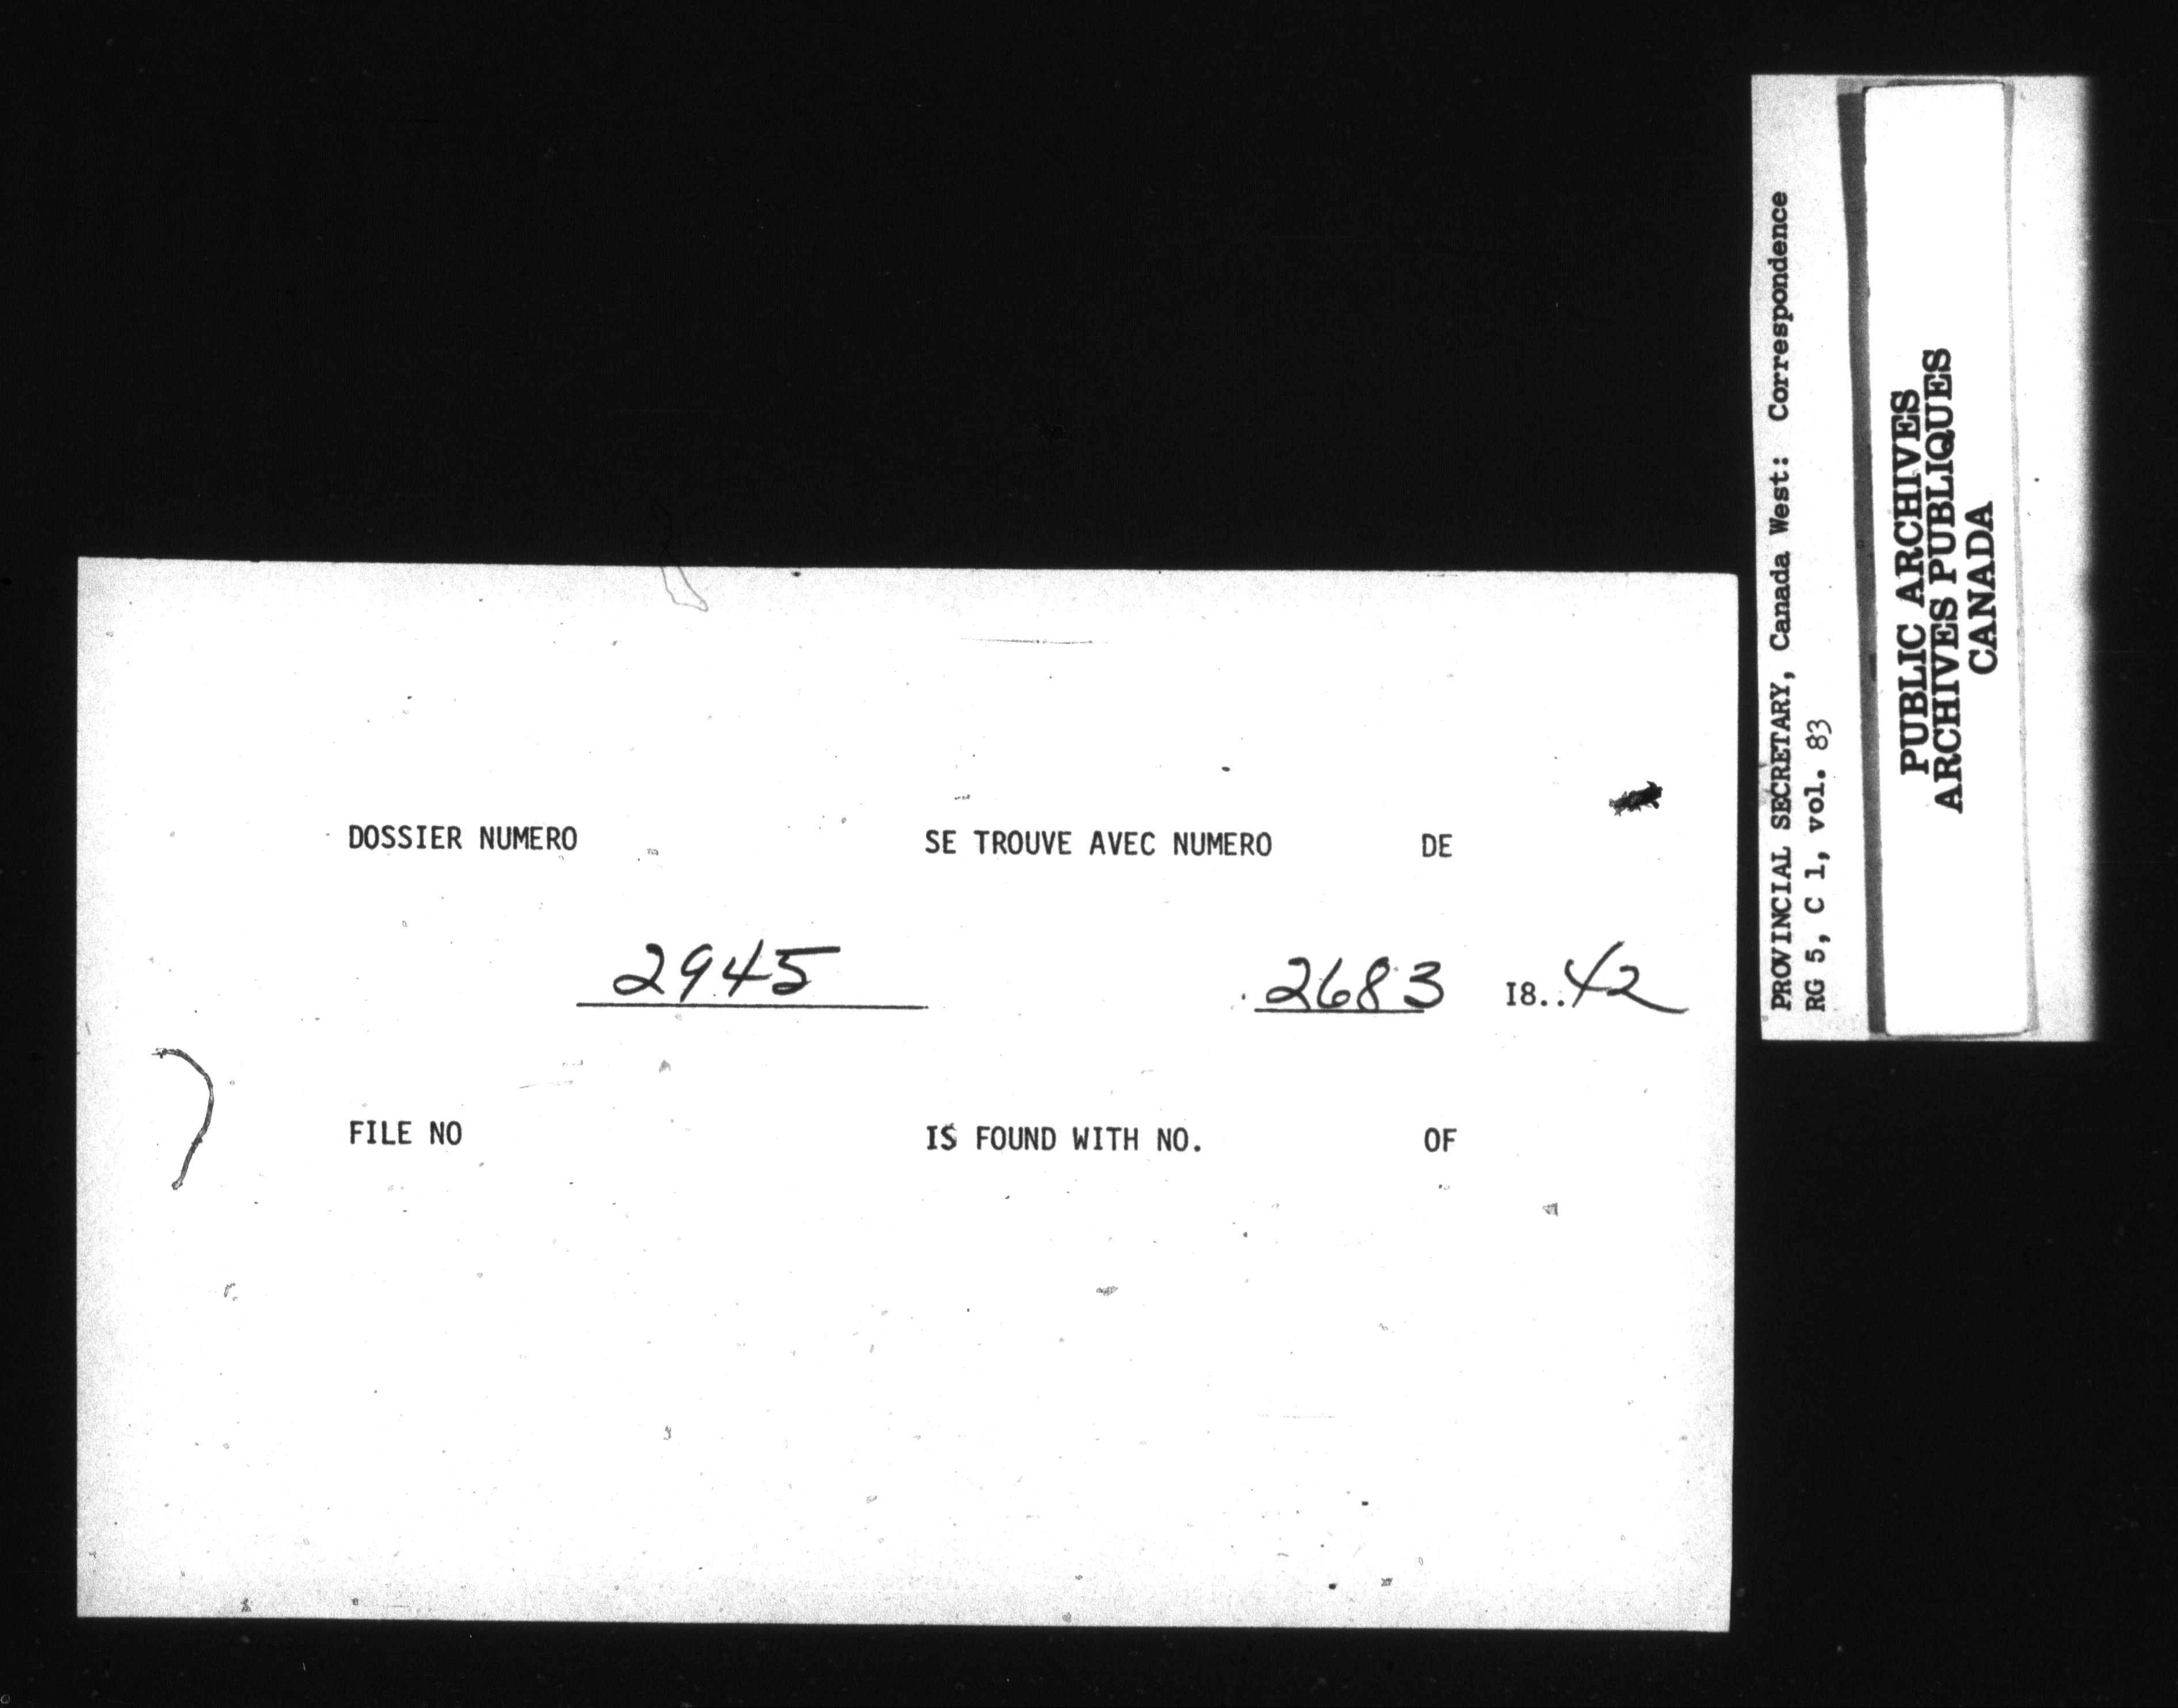 DOSSIER NUMERO SE TROUVE AVEC NUMERO DE
2945 2683 18..42
FILE NO IS FOUND WITH NO. OF
PROVINCIAL SECRETARY, Canada West: Correspondence
RG 5, C 1, vol. 83
PUBLIC ARCHIVES
ARCHIVES PUBLIQUES
CANADA